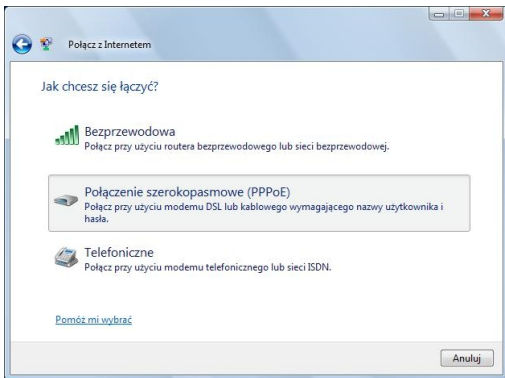 Połącz z Internetem
Jak chcesz się łączyć?
Bezprzewodowa
Połącz przy użyciu routera bezprzewodowego lub sieci bezprzewodowej.
Połączenie szerokopasmowe (PPPoE)
Połącz przy użyciu modemu DSL lub kablowego wymagającego nazwy użytkownika i
hasła.
Telefoniczne
Połącz przy użyciu modemu telefonicznego lub sieci ISDN.
Pomóż mi wybrać
Anuluj